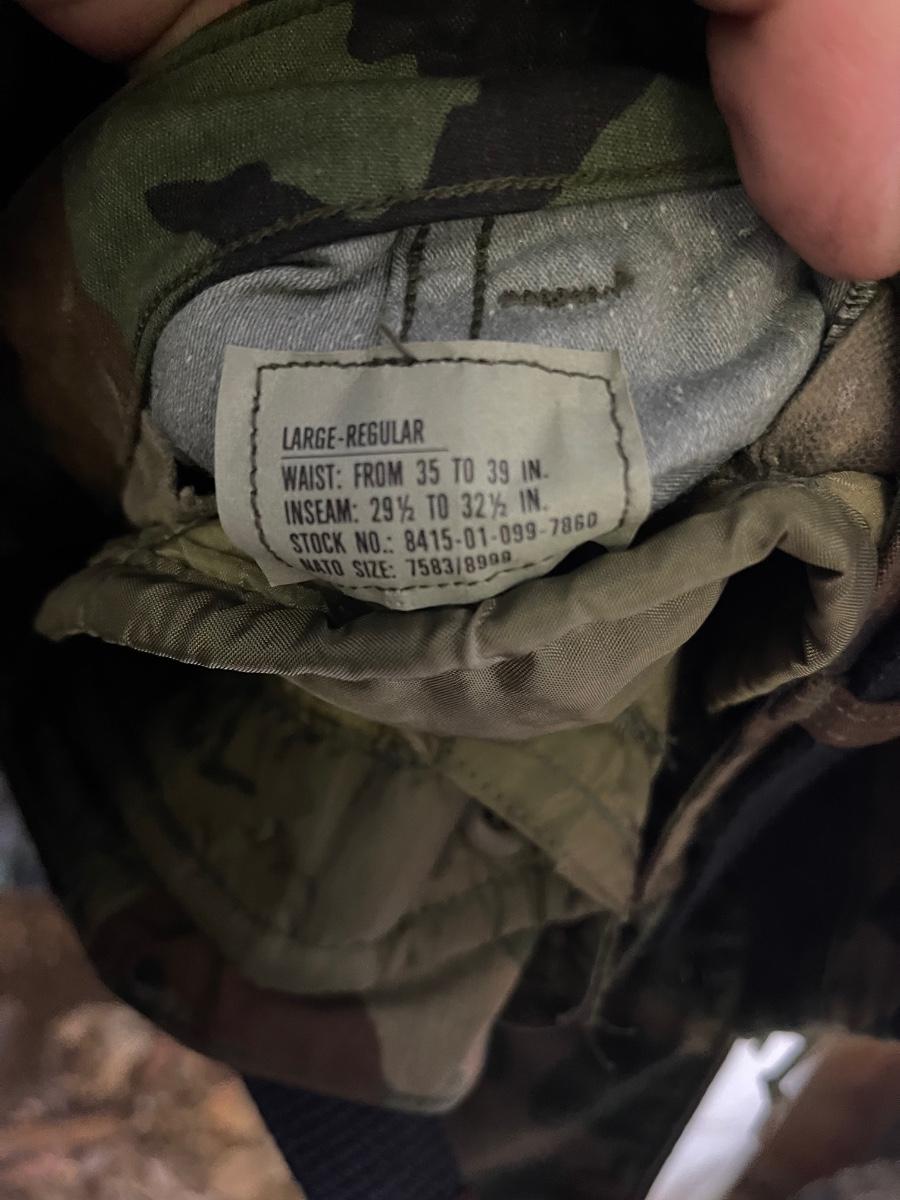 LARGE-REGULAR
WAIST: FROM 35 TO 39 IN.
INSEAM: 29½ TO 32½ IN.
STOCK NO.: 8415-01-099-7860
NATO SIZE: 7583/8999